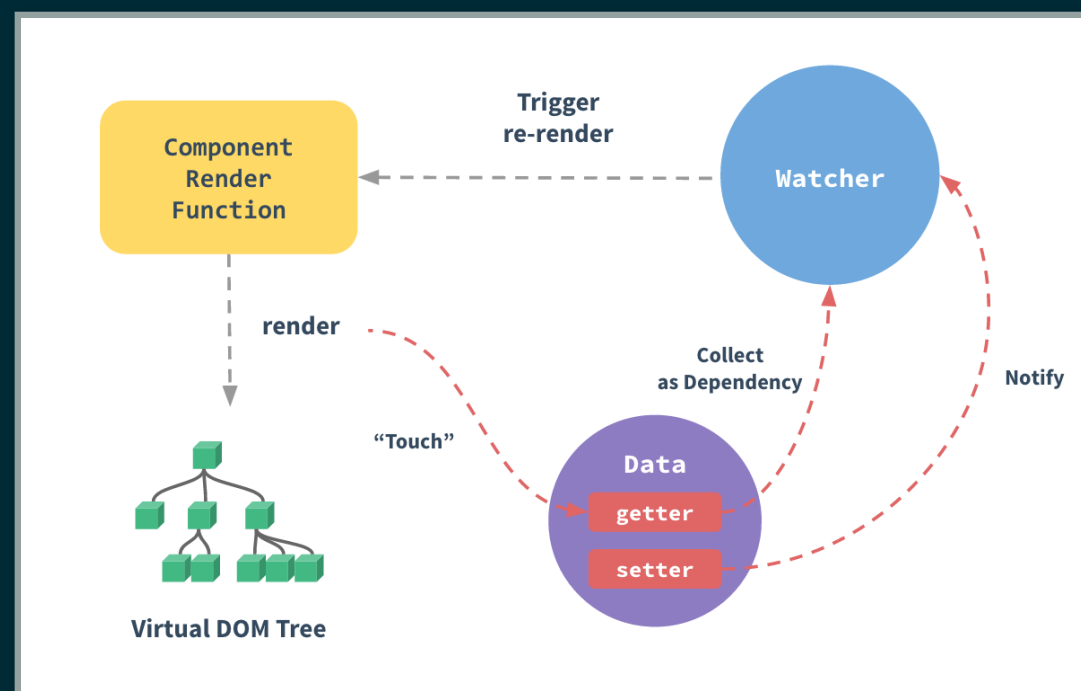 Trigger
re-render
Component
Render
Function
Watcher
render
Collect
as Dependency
Notify
“Touch”
Data
getter
setter
Virtual DOM Tree